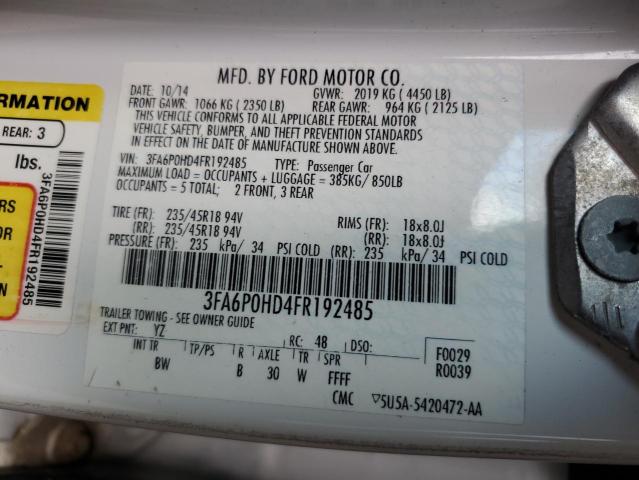 MFD. BY FORD MOTOR CO.
DATE: 10/14 GVWR: 2019 KG ( 4450 LB)
FRONT GAWR: 1066 KG ( 2350 LB) REAR GAWR: 964 KG ( 2125 LB)
THIS VEHICLE CONFORMS TO ALL APPLICABLE FEDERAL MOTOR
VEHICLE SAFETY, BUMPER, AND THEFT PREVENTION STANDARDS
IN EFFECT ON THE DATE OF MANUFACTURE SHOWN ABOVE.
VIN: 3FA6P0HD4FR192485 TYPE: Passenger Car
MAXIMUM LOAD = OCCUPANTS + LUGGAGE = 385KG/ 850LB
OCCUPANTS = 5 TOTAL; 2 FRONT, 3 REAR
TIRE (FR): 235/45R18 94V RIMS (FR): 18x8.0J
(RR): 235/45R18 94V (RR): 18x8.0J
PRESSURE (FR): 235 kPa/ 34 PSI COLD (RR): 235 kPa/ 34 PSI COLD
3FA6P0HD4FR192485
TRAILER TOWING - SEE OWNER GUIDE
EXT PNT: YZ RC: 48 DSO: F0029
INT TR TP/PS R AXLE TR SPR R0039
BW B 30 W FFFF
CMC ▽5U5A-5420472-AA
ORMATION
REAR: 3
lbs.
RS
OR
ION
3FA6P0HD4FR192485